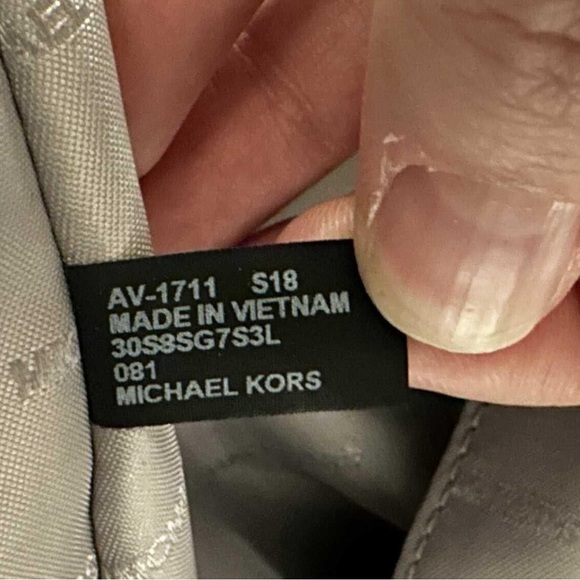 AV-1711 S18
MADE IN VIETNAM
30S8SG7S3L
081
MICHAEL KORS